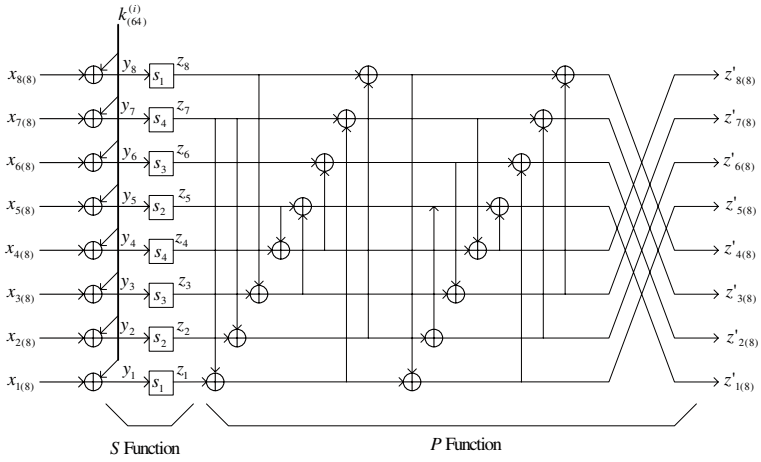 k(64)^(i)
x8(8) y8 s1 z8 z'8(8)
x7(8) y7 s4 z7 z'7(8)
x6(8) y6 s3 z6 z'6(8)
x5(8) y5 s2 z5 z'5(8)
x4(8) y4 s4 z4 z'4(8)
x3(8) y3 s3 z3 z'3(8)
x2(8) y2 s2 z2 z'2(8)
x1(8) y1 s1 z1 z'1(8)
S Function P Function